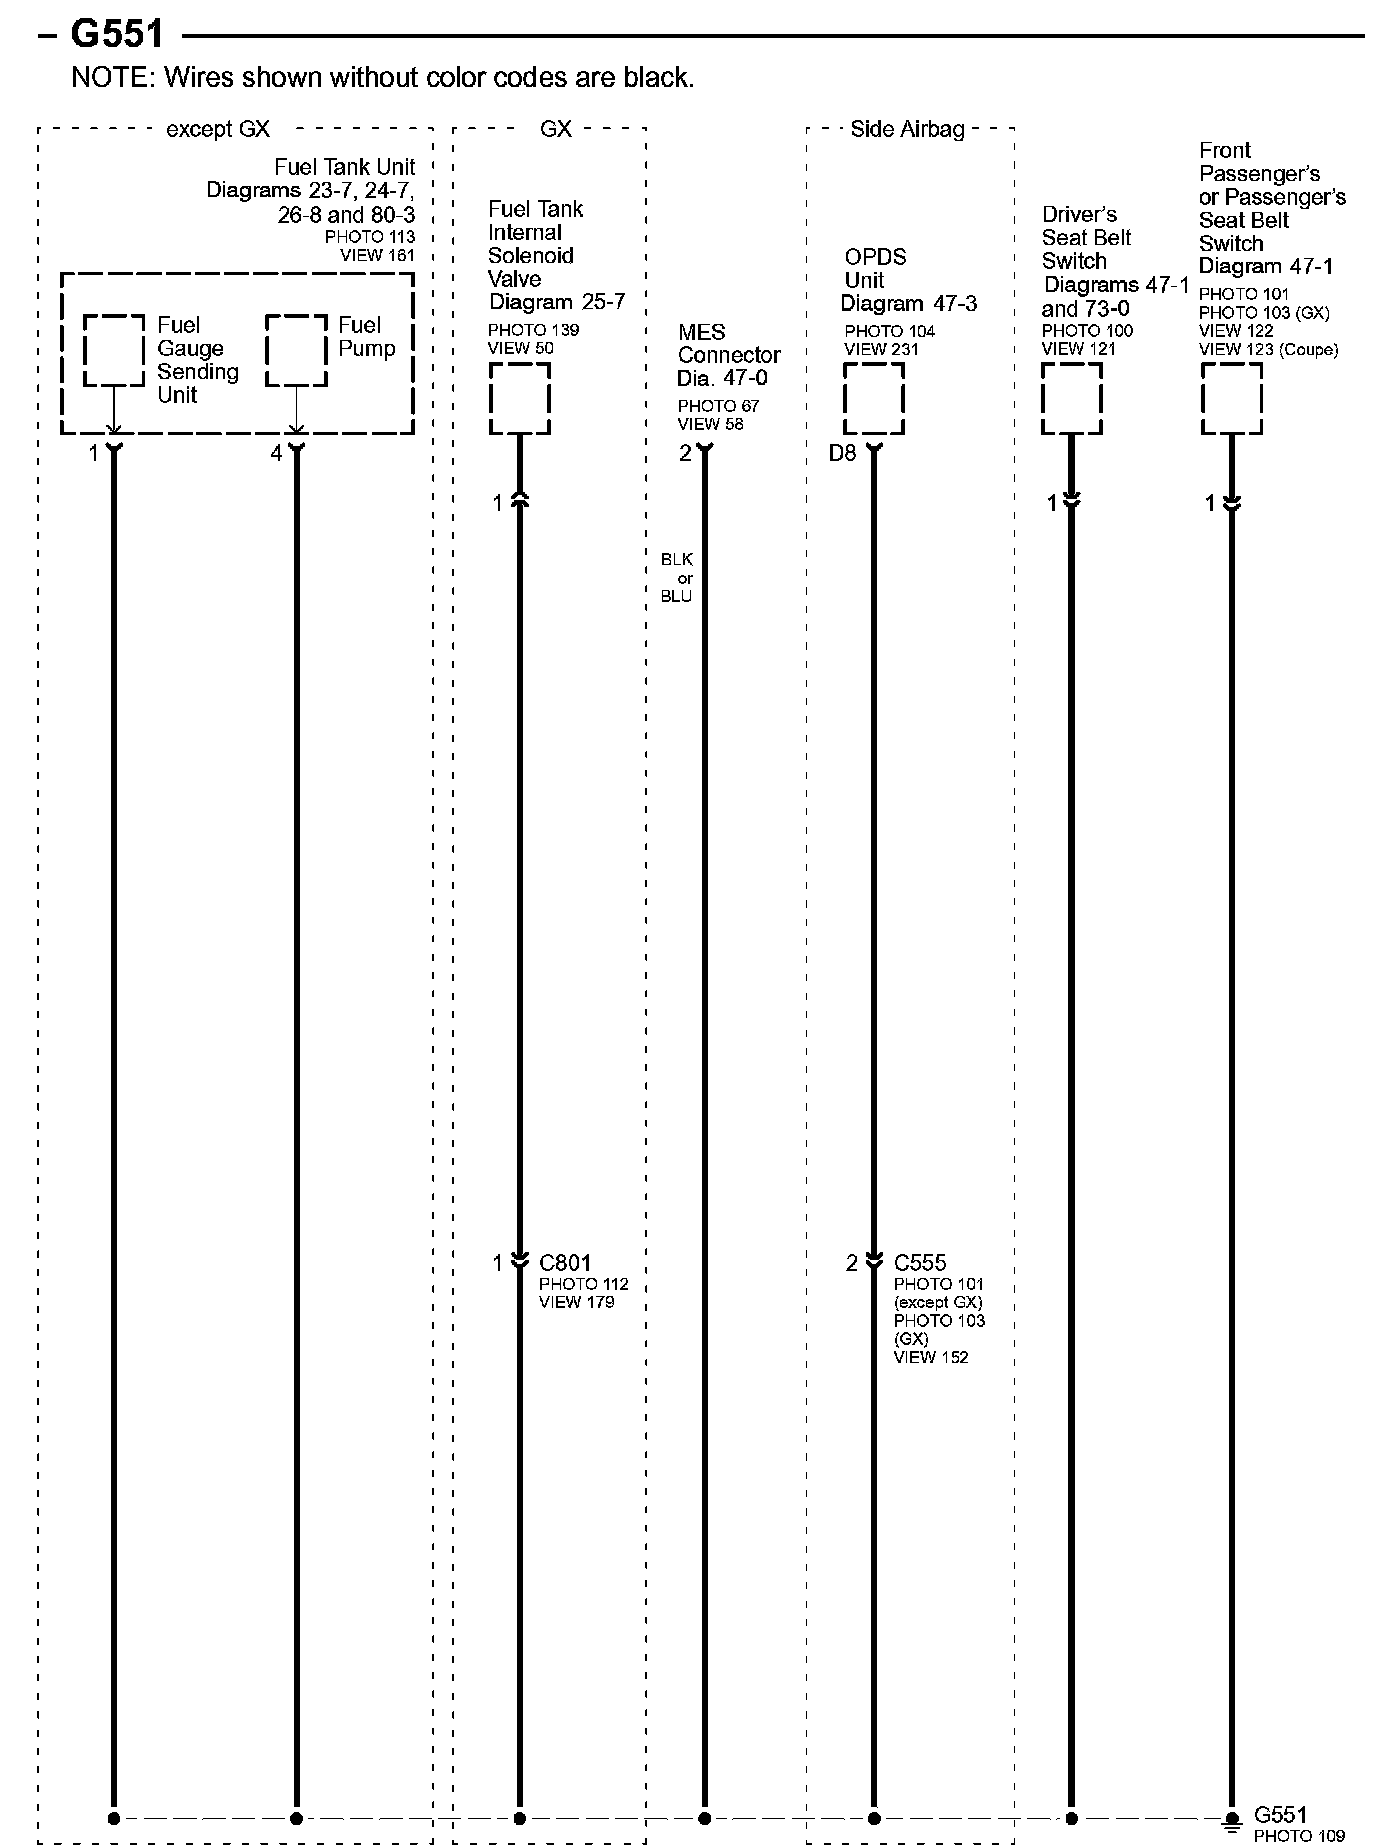 G551
NOTE: Wires shown without color codes are black.
except GX
Fuel Tank Unit
Diagrams 23-7, 24-7,
26-8 and 80-3
PHOTO 113
VIEW 161
Fuel
Gauge
Sending
Unit
Fuel
Pump
1
4
GX
Fuel Tank
Internal
Solenoid
Valve
Diagram 25-7
PHOTO 139
VIEW 50
1
1
C801
PHOTO 112
VIEW 179
MES
Connector
Dia. 47-0
PHOTO 67
VIEW 58
2
BLK
or
BLU
Side Airbag
OPDS
Unit
Diagram 47-3
PHOTO 104
VIEW 231
D8
2
C555
PHOTO 101
(except GX)
PHOTO 103
(GX)
VIEW 152
Driver's
Seat Belt
Switch
Diagrams 47-1
and 73-0
PHOTO 100
VIEW 121
1
Front
Passenger's
or Passenger's
Seat Belt
Switch
Diagram 47-1
PHOTO 101
PHOTO 103 (GX)
VIEW 122
VIEW 123 (Coupe)
1
G551
PHOTO 109